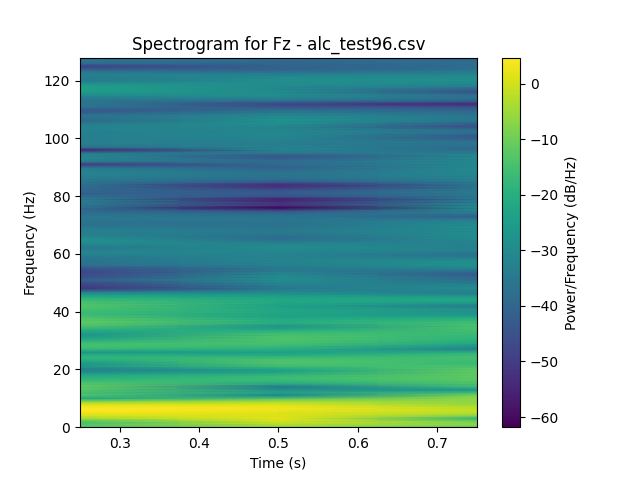 Spectrogram for Fz - alc_test96.csv
120
100
80
60
40
20
0
Frequency (Hz)
0.3 0.4 0.5 0.6 0.7
Time (s)
0
−10
−20
−30
−40
−50
−60
Power/Frequency (dB/Hz)